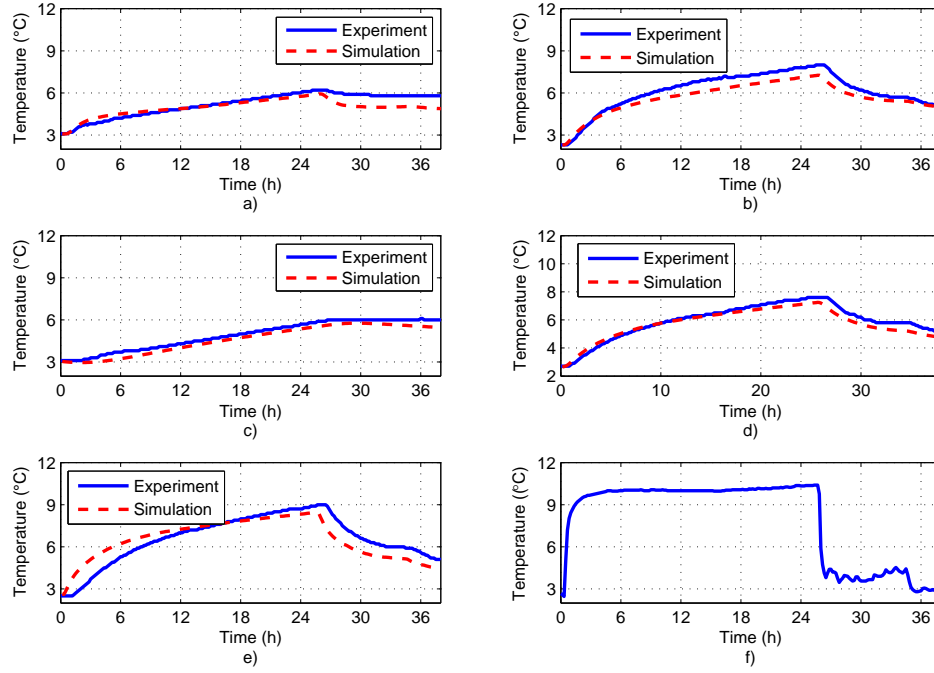 Temperature (°C)
12
9
6
3
Experiment
Simulation
0 6 12 18 24 30 36
Time (h)
a)
Temperature (°C)
12
9
6
3
Experiment
Simulation
0 6 12 18 24 30 36
Time (h)
b)
Temperature (°C)
12
9
6
3
Experiment
Simulation
0 6 12 18 24 30 36
Time (h)
c)
Temperature (°C)
12
10
8
6
4
2
Experiment
Simulation
0 10 20 30
Time (h)
d)
Temperature (°C)
12
9
6
3
Experiment
Simulation
0 6 12 18 24 30 36
Time (h)
e)
Temperature ((°C)
12
9
6
3
0 6 12 18 24 30 36
Time (h)
f)